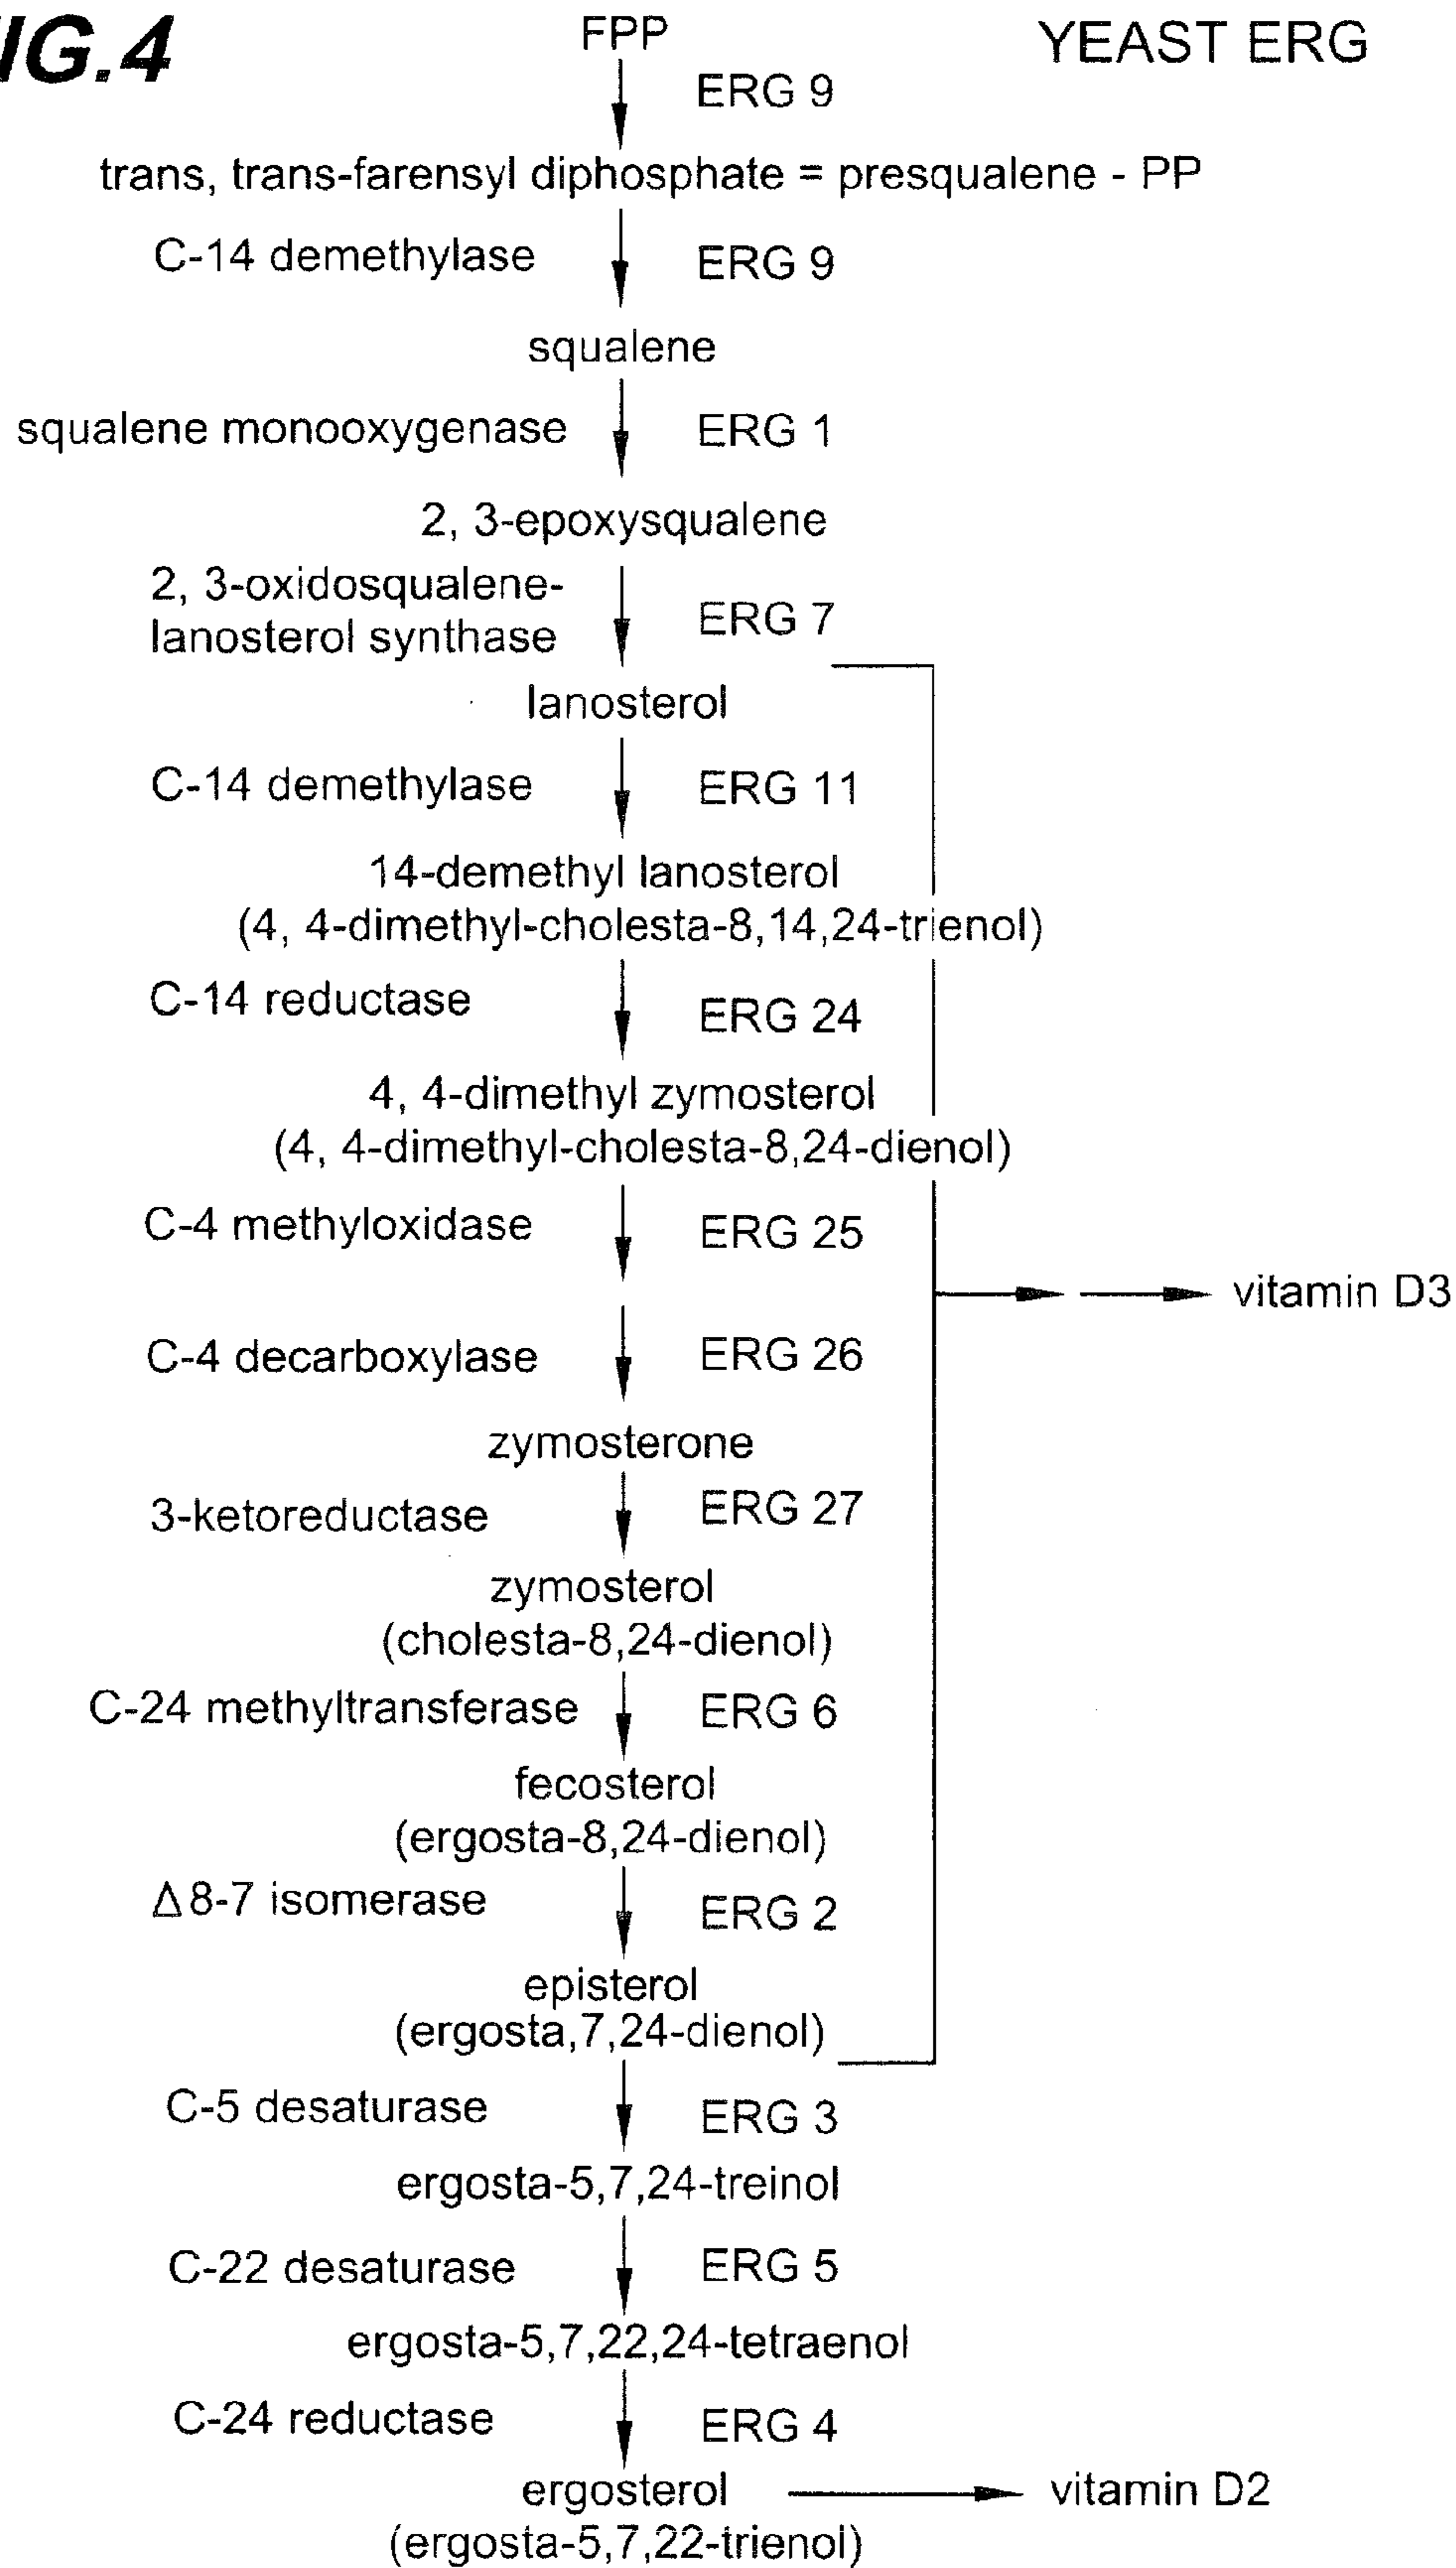 FIG.4
YEAST ERG
FPP
ERG 9
trans, trans-farensyl diphosphate = presqualene - PP
C-14 demethylase
ERG 9
squalene
squalene monooxygenase
ERG 1
2, 3-epoxysqualene
2, 3-oxidosqualene-
lanosterol synthase
ERG 7
lanosterol
C-14 demethylase
ERG 11
14-demethyl lanosterol
(4, 4-dimethyl-cholesta-8,14,24-trienol)
C-14 reductase
ERG 24
4, 4-dimethyl zymosterol
(4, 4-dimethyl-cholesta-8,24-dienol)
C-4 methyloxidase
ERG 25
vitamin D3
C-4 decarboxylase
ERG 26
zymosterone
3-ketoreductase
ERG 27
zymosterol
(cholesta-8,24-dienol)
C-24 methyltransferase
ERG 6
fecosterol
(ergosta-8,24-dienol)
Δ8-7 isomerase
ERG 2
episterol
(ergosta,7,24-dienol)
C-5 desaturase
ERG 3
ergosta-5,7,24-treinol
C-22 desaturase
ERG 5
ergosta-5,7,22,24-tetraenol
C-24 reductase
ERG 4
ergosterol
vitamin D2
(ergosta-5,7,22-trienol)